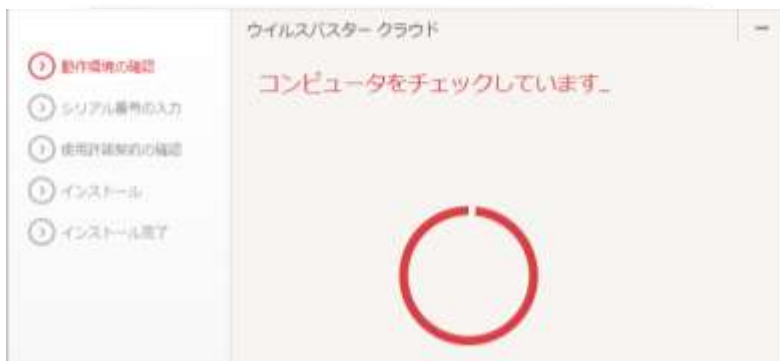 ウイルスバスター クラウド
動作環境の確認
シリアル番号の入力
使用許諾契約の確認
インストール
インストール完了
コンピュータをチェックしています...